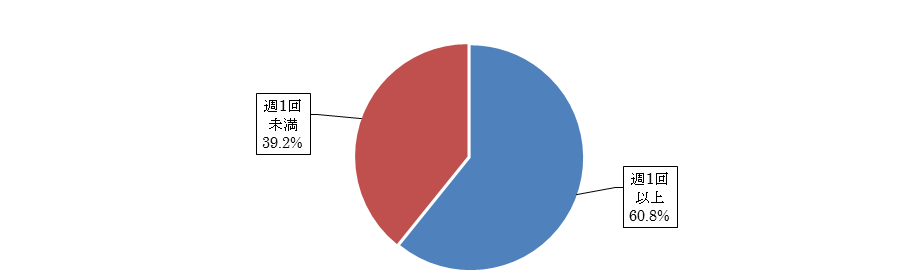 週1回
未満
39.2%
週1回
以上
60.8%